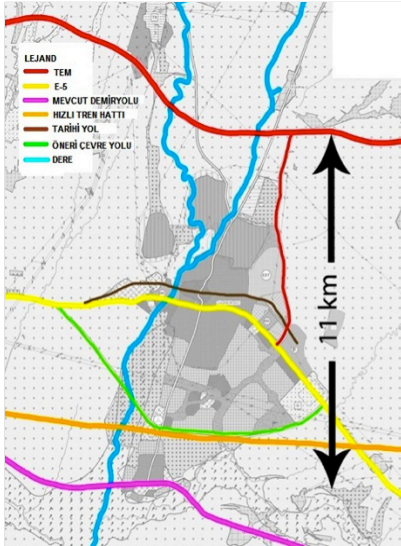 LEJAND
TEM
E-5
MEVCUT DEMİRYOLU
HIZLI TREN HATTI
TARİHİ YOL
ÖNERİ ÇEVRE YOLU
DERE
11 km